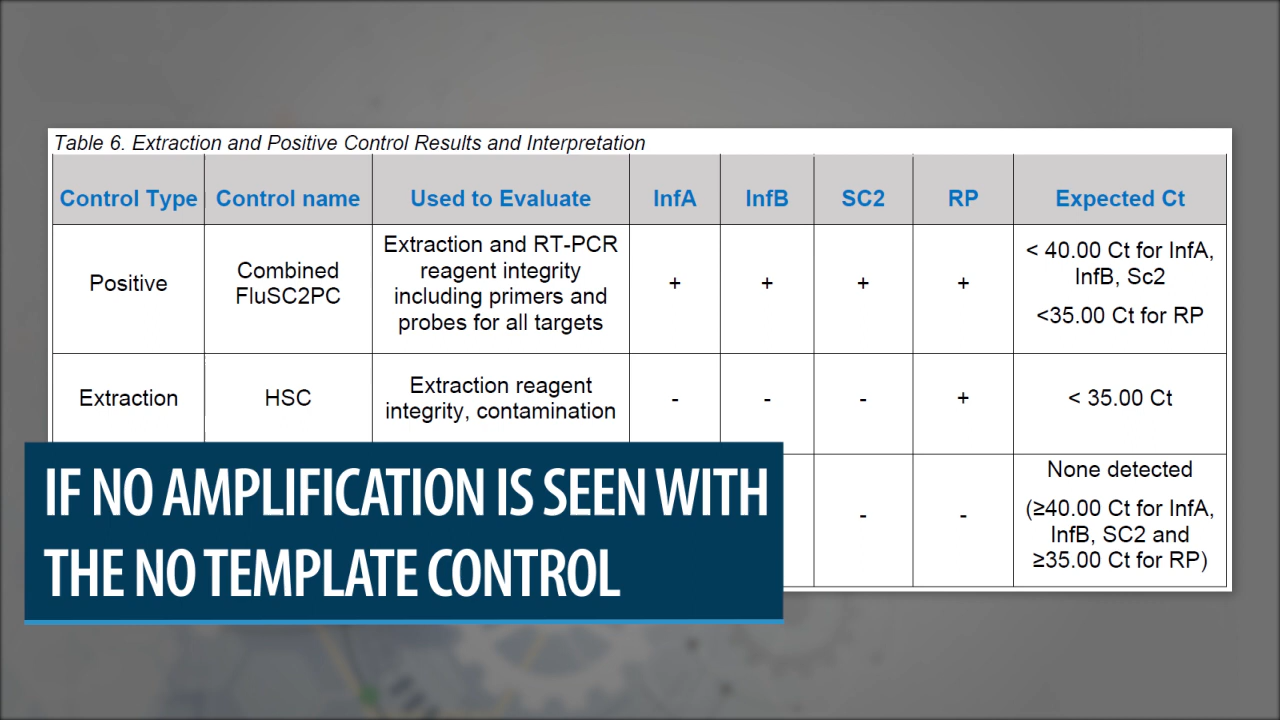 Table 6. Extraction and Positive Control Results and Interpretation
Control Type Control name Used to Evaluate InfA InfB SC2 RP Expected Ct
Positive
Combined
FluSC2PC
Extraction and RT-PCR
reagent integrity
including primers and
probes for all targets
+ + + +
< 40.00 Ct for InfA,
InfB, Sc2
<35.00 Ct for RP
Extraction
HSC
Extraction reagent
integrity, contamination
- - - +
< 35.00 Ct
- -
None detected
(≥40.00 Ct for InfA,
InfB, SC2 and
≥35.00 Ct for RP)
IF NO AMPLIFICATION IS SEEN WITH
THE NO TEMPLATE CONTROL